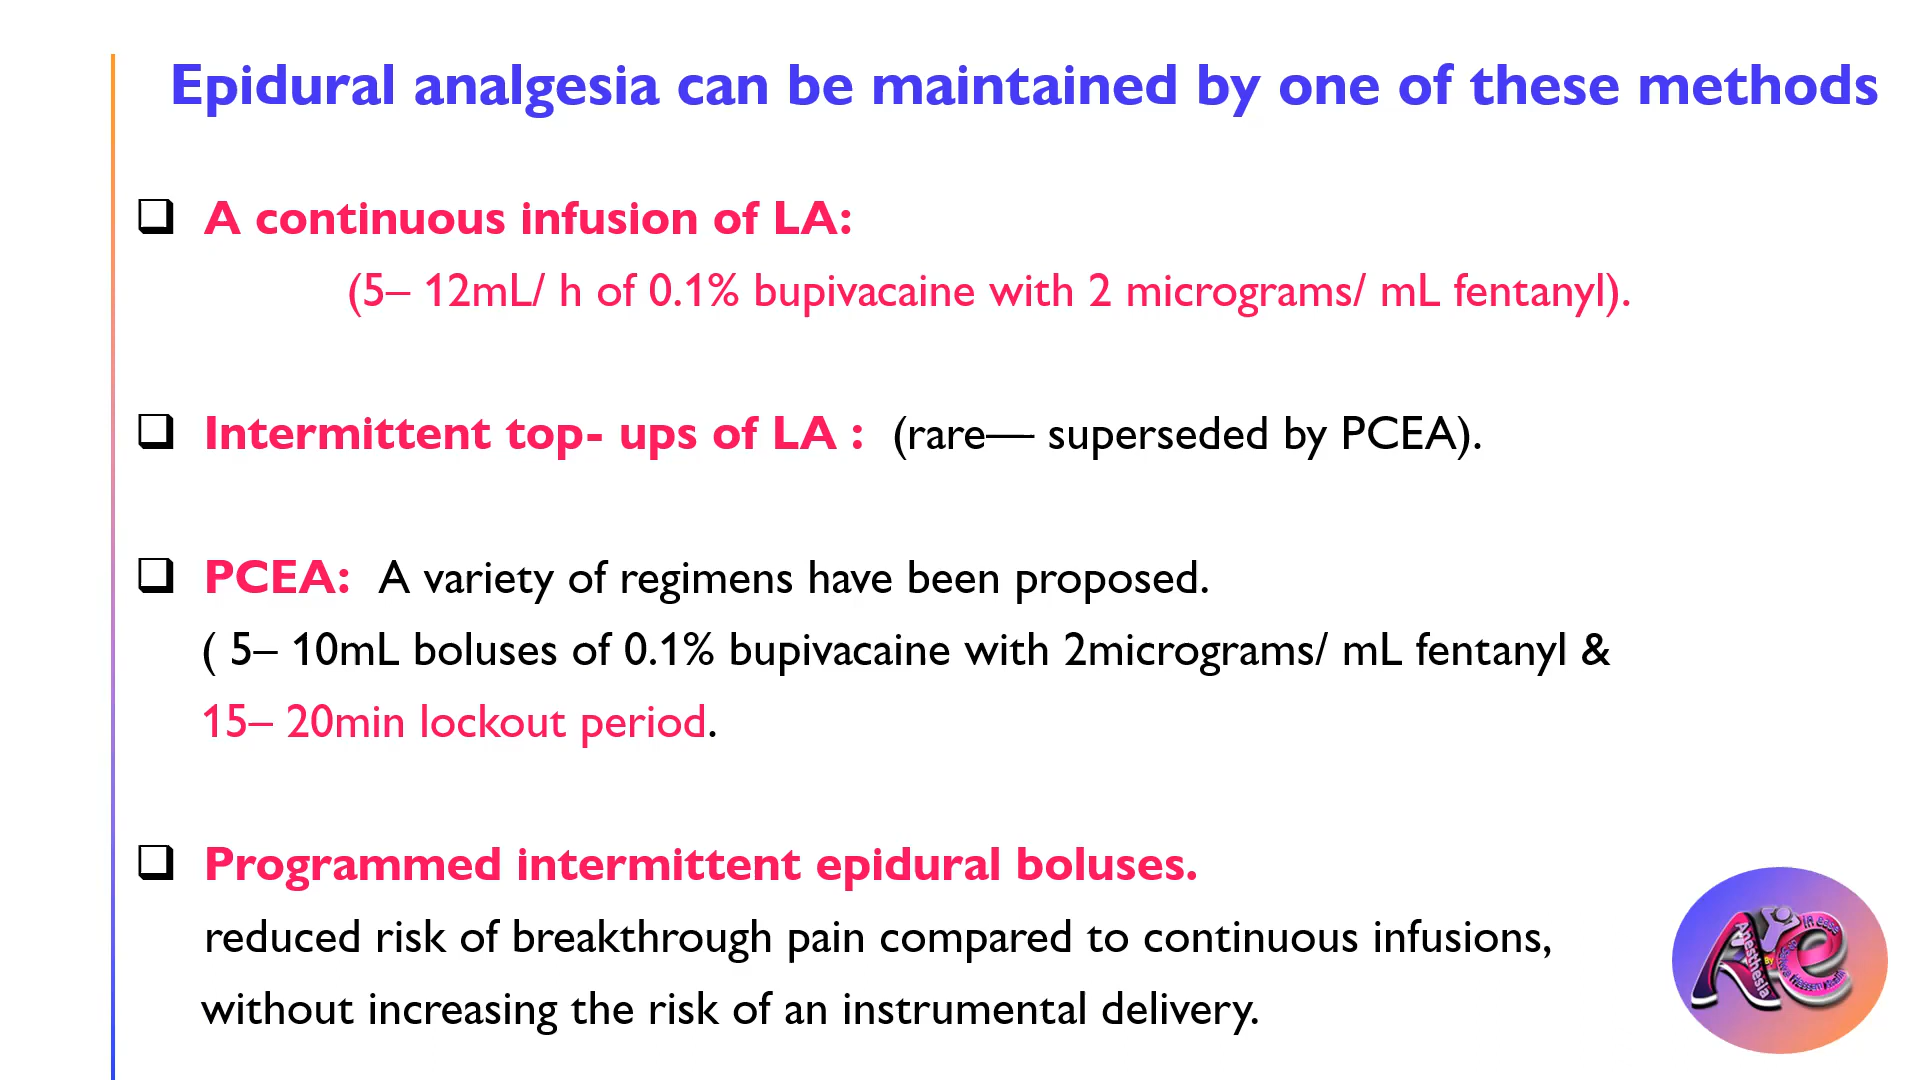 Epidural analgesia can be maintained by one of these methods
❑ A continuous infusion of LA:
(5– 12mL/ h of 0.1% bupivacaine with 2 micrograms/ mL fentanyl).
❑ Intermittent top- ups of LA : (rare— superseded by PCEA).
❑ PCEA: A variety of regimens have been proposed.
( 5– 10mL boluses of 0.1% bupivacaine with 2micrograms/ mL fentanyl &
15– 20min lockout period.
❑ Programmed intermittent epidural boluses.
reduced risk of breakthrough pain compared to continuous infusions,
without increasing the risk of an instrumental delivery.
Anesthesia
By